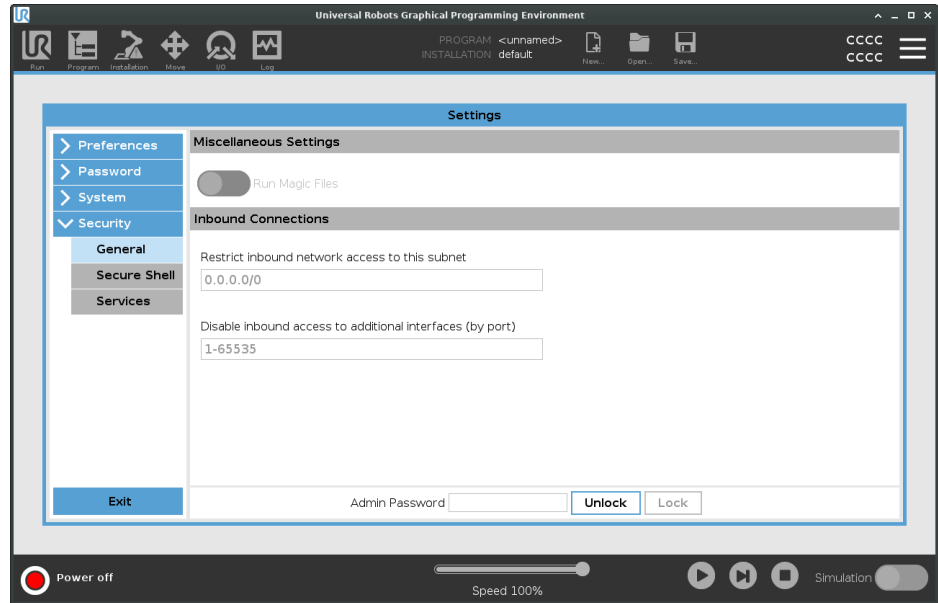 UR
Universal Robots Graphical Programming Environment
UR
PROGRAM <unnamed>
INSTALLATION default
CCCC
CCCC
Run
Program
Installation
Move
I/O
Log
New...
Open...
Save...
Settings
Preferences
Password
System
Security
General
Secure Shell
Services
Exit
Miscellaneous Settings
Run Magic Files
Inbound Connections
Restrict inbound network access to this subnet
0.0.0.0/0
Disable inbound access to additional interfaces (by port)
1-65535
Admin Password
Unlock
Lock
Power off
Speed 100%
Simulation